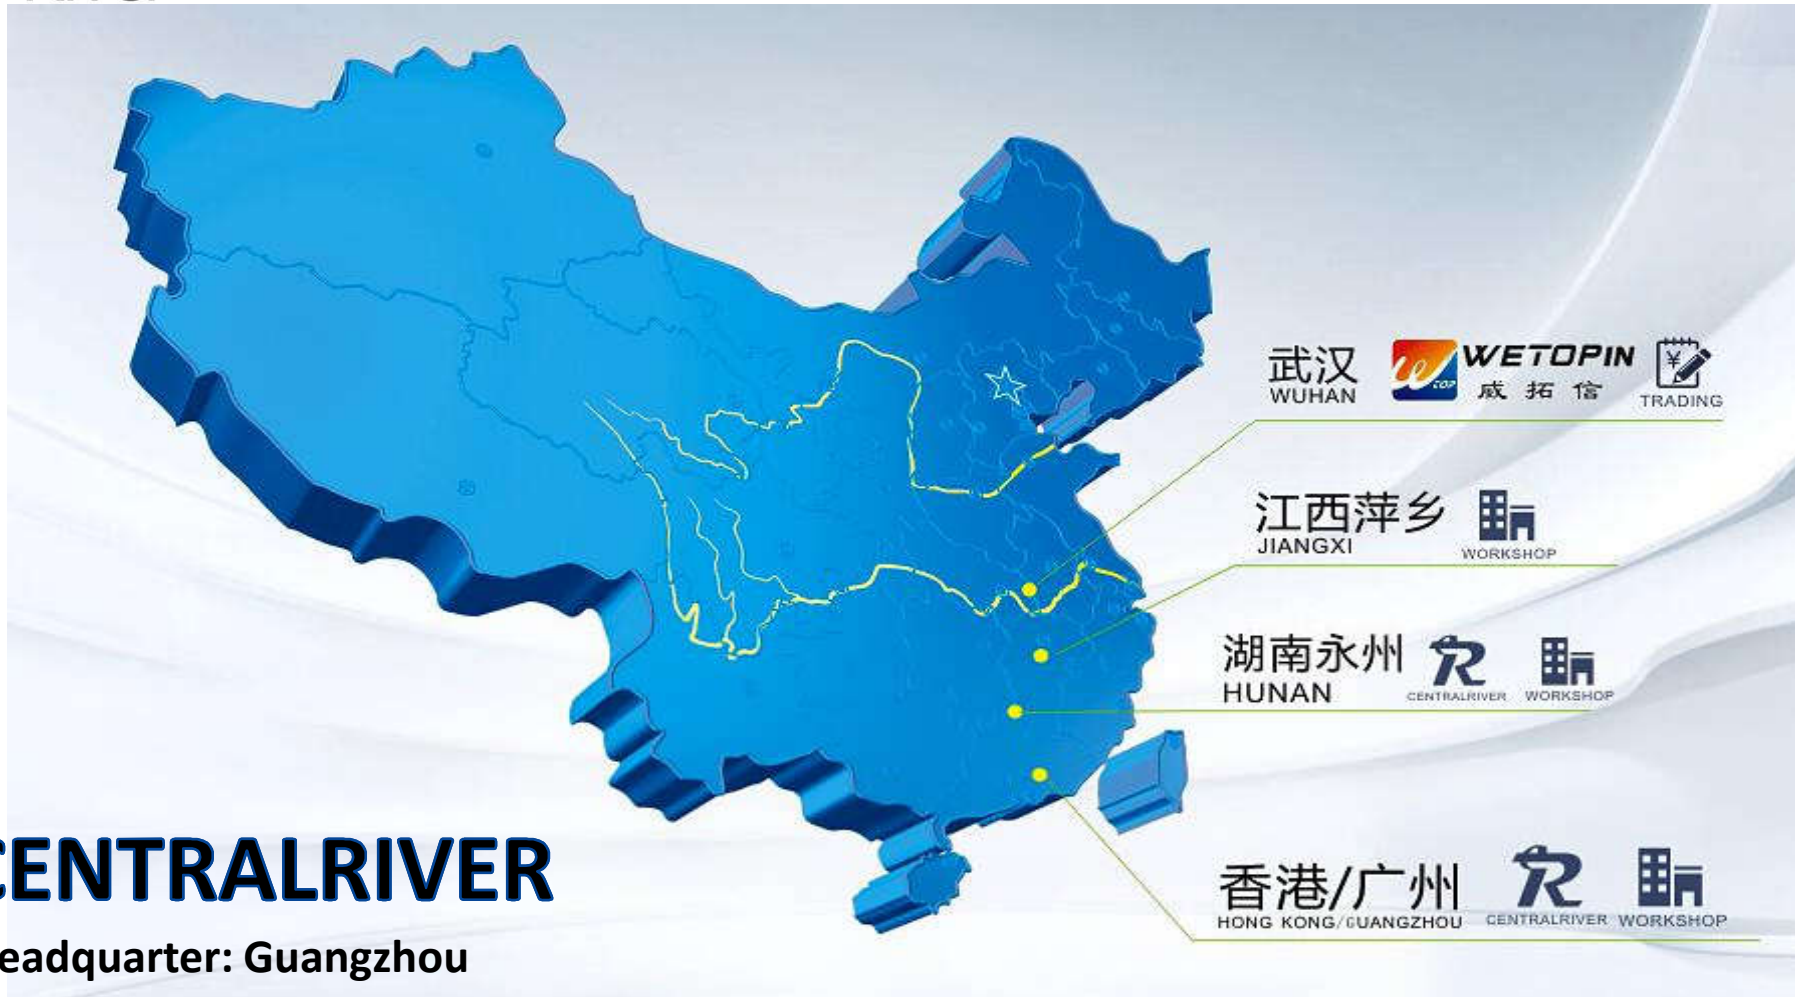 武汉
WUHAN
W TOP
WETOPIN
威拓信
¥
TRADING
江西萍乡
JIANGXI
WORKSHOP
湖南永州
HUNAN
CENTRALRIVER
WORKSHOP
香港/广州
HONG KONG/GUANGZHOU
CENTRALRIVER
WORKSHOP
CENTRALRIVER
eadquarter: Guangzhou